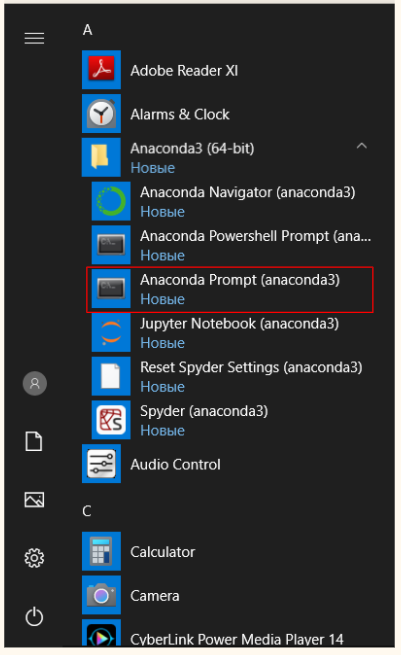 A
Adobe Reader XI
Alarms & Clock
Anaconda3 (64-bit)
Новые
Anaconda Navigator (anaconda3)
Новые
Anaconda Powershell Prompt (ana...
Новые
Anaconda Prompt (anaconda3)
Новые
Jupyter Notebook (anaconda3)
Новые
Reset Spyder Settings (anaconda3)
Новые
Spyder (anaconda3)
Новые
Audio Control
C
Calculator
Camera
CyberLink Power Media Player 14